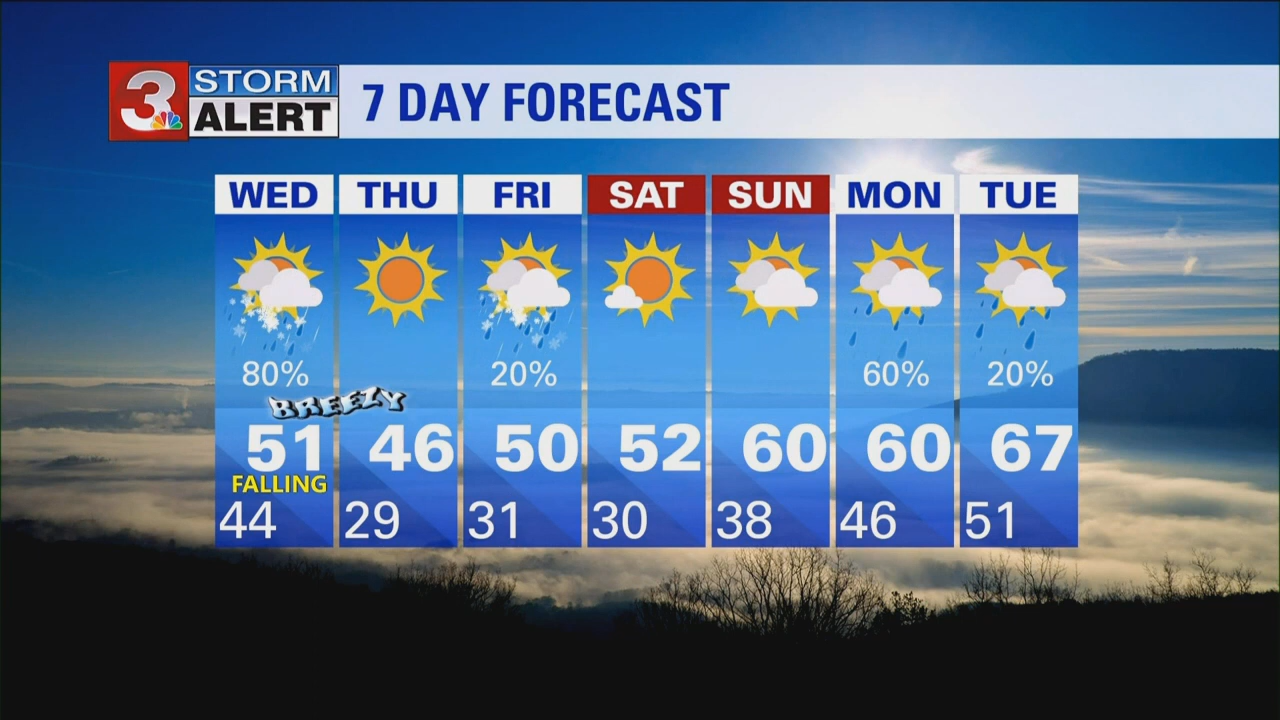 3 STORM ALERT
7 DAY FORECAST
WED THU FRI SAT SUN MON TUE
80% 20% 60% 20%
BREEZY
51 46 50 52 60 60 67
FALLING
44 29 31 30 38 46 51